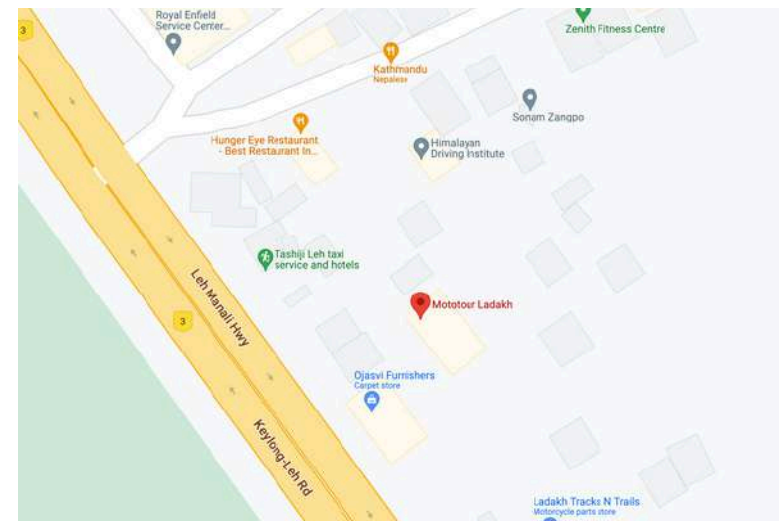 3
Royal Enfield
Service Center...
Zenith Fitness Centre
Kathmandu
Nepalese
Sonam Zangpo
Hunger Eye Restaurant
- Best Restaurant In...
Himalayan
Driving Institute
Tashiji Leh taxi
service and hotels
Leh Manali Hwy
3
Mototour Ladakh
Ojasvi Furnishers
Carpet store
Keylong-Leh Rd
Ladakh Tracks N Trails
Motorcycle parts store